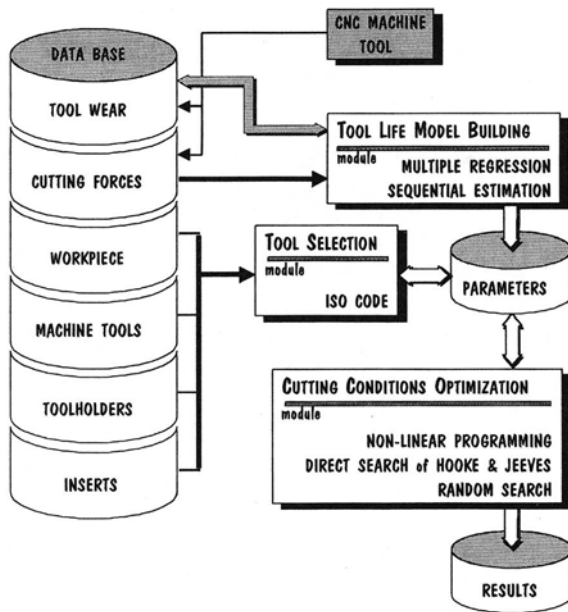 CNC MACHINE
TOOL
DATA BASE
TOOL WEAR
CUTTING FORCES
WORKPIECE
MACHINE TOOLS
TOOLHOLDERS
INSERTS
TOOL LIFE MODEL BUILDING
module
MULTIPLE REGRESSION
SEQUENTIAL ESTIMATION
TOOL SELECTION
module
ISO CODE
PARAMETERS
CUTTING CONDITIONS OPTIMIZATION
module
NON-LINEAR PROGRAMMING
DIRECT SEARCH of HOOKE & JEEVES
RANDOM SEARCH
RESULTS